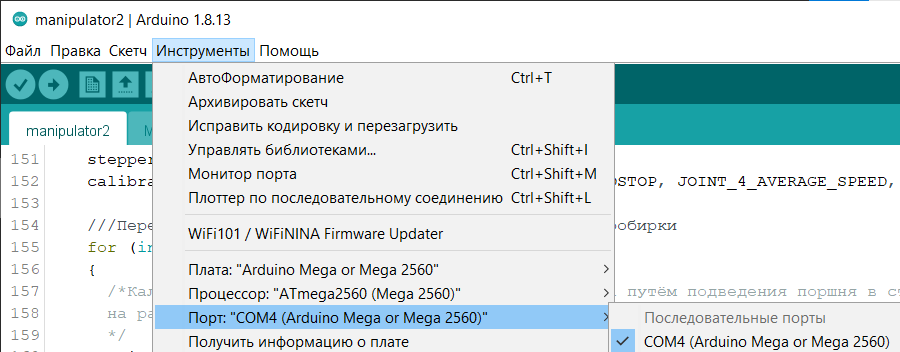 manipulator2 | Arduino 1.8.13
Файл Правка Скетч Инструменты Помощь
АвтоФорматирование Ctrl+T
Архивировать скетч
Исправить кодировку и перезагрузить
manipulator2
Управлять библиотеками... Ctrl+Shift+I
151 stepper
152 calibra
Монитор порта Ctrl+Shift+M
DSTOP, JOINT_4_AVERAGE_SPEED,
153
Плоттер по последовательному соединению Ctrl+Shift+L
154 ///Пере
робирки
WiFi101 / WiFiNINA Firmware Updater
155 for (in
156 {
Плата: "Arduino Mega or Mega 2560"
157 /*Кал
Процессор: "ATmega2560 (Mega 2560)"
путём подведения поршня в ст
158 на ра
Порт: "COM4 (Arduino Mega or Mega 2560)"
Последовательные порты
159 */
Получить информацию о плате
COM4 (Arduino Mega or Mega 2560)